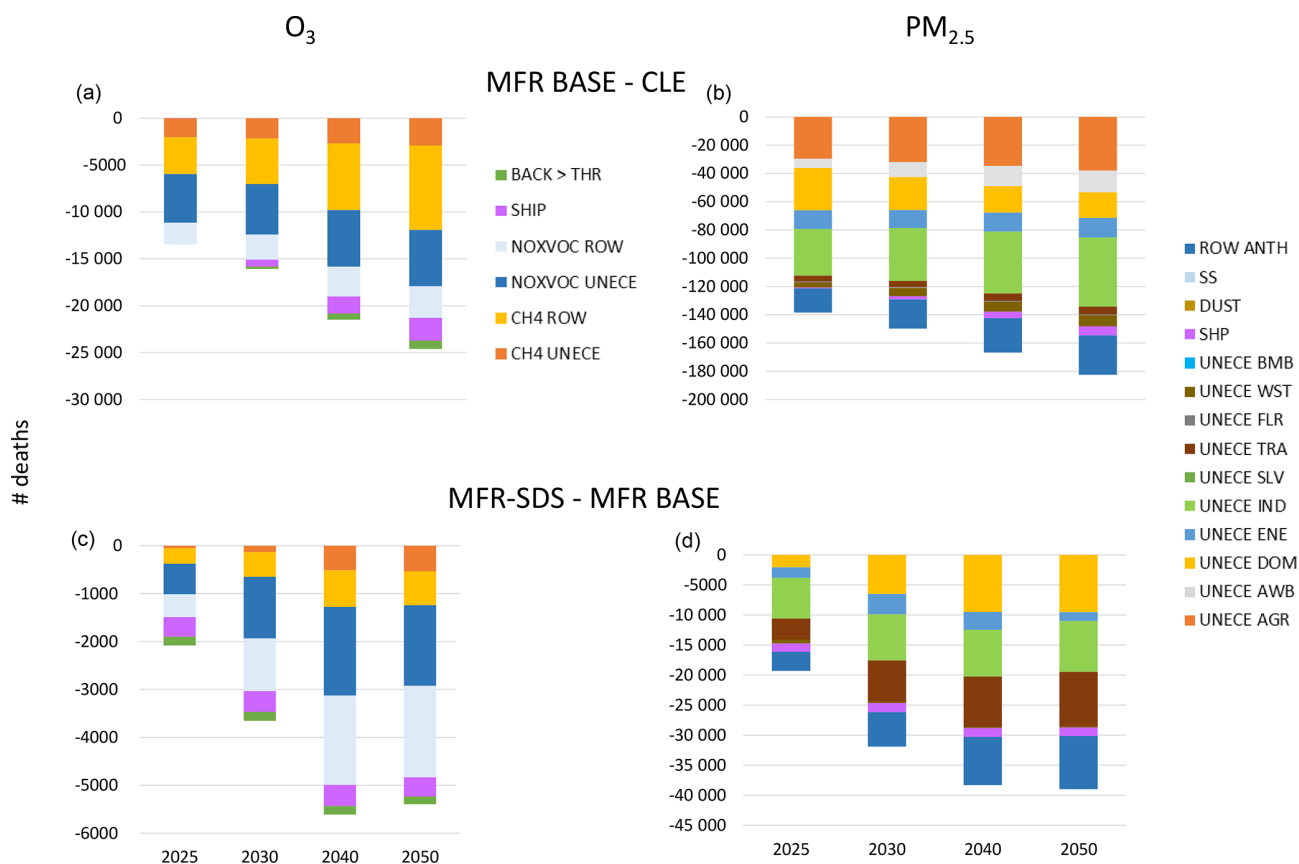 O3
PM2.5
MFR BASE - CLE
(a)
(b)
0
-5000
-10 000
-15 000
-20 000
-25 000
-30 000
BACK > THR
SHIP
NOXVOC ROW
NOXVOC UNECE
CH4 ROW
CH4 UNECE
0
-20 000
-40 000
-60 000
-80 000
-100 000
-120 000
-140 000
-160 000
-180 000
-200 000
ROW ANTH
SS
DUST
SHP
UNECE BMB
UNECE WST
UNECE FLR
UNECE TRA
UNECE SLV
UNECE IND
UNECE ENE
UNECE DOM
UNECE AWB
UNECE AGR
# deaths
MFR-SDS - MFR BASE
(c)
(d)
0
-1000
-2000
-3000
-4000
-5000
-6000
2025 2030 2040 2050
0
-5000
-10 000
-15 000
-20 000
-25 000
-30 000
-35 000
-40 000
-45 000
2025 2030 2040 2050